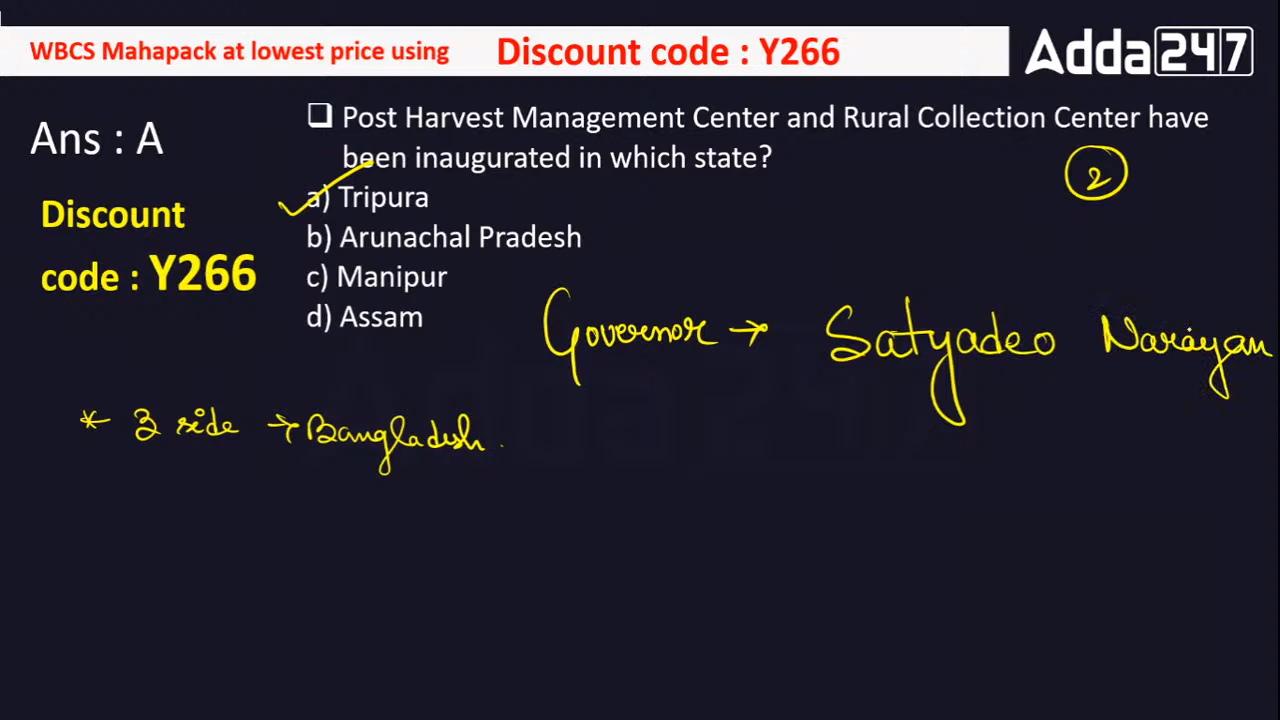 WBCS Mahapack at lowest price using Discount code : Y266
Adda247
Ans : A
Discount
code : Y266
❑ Post Harvest Management Center and Rural Collection Center have
been inaugurated in which state?
a) Tripura
b) Arunachal Pradesh
c) Manipur
d) Assam
2
Governor → Satyadeo Narayan
* 3 side → Bangladesh